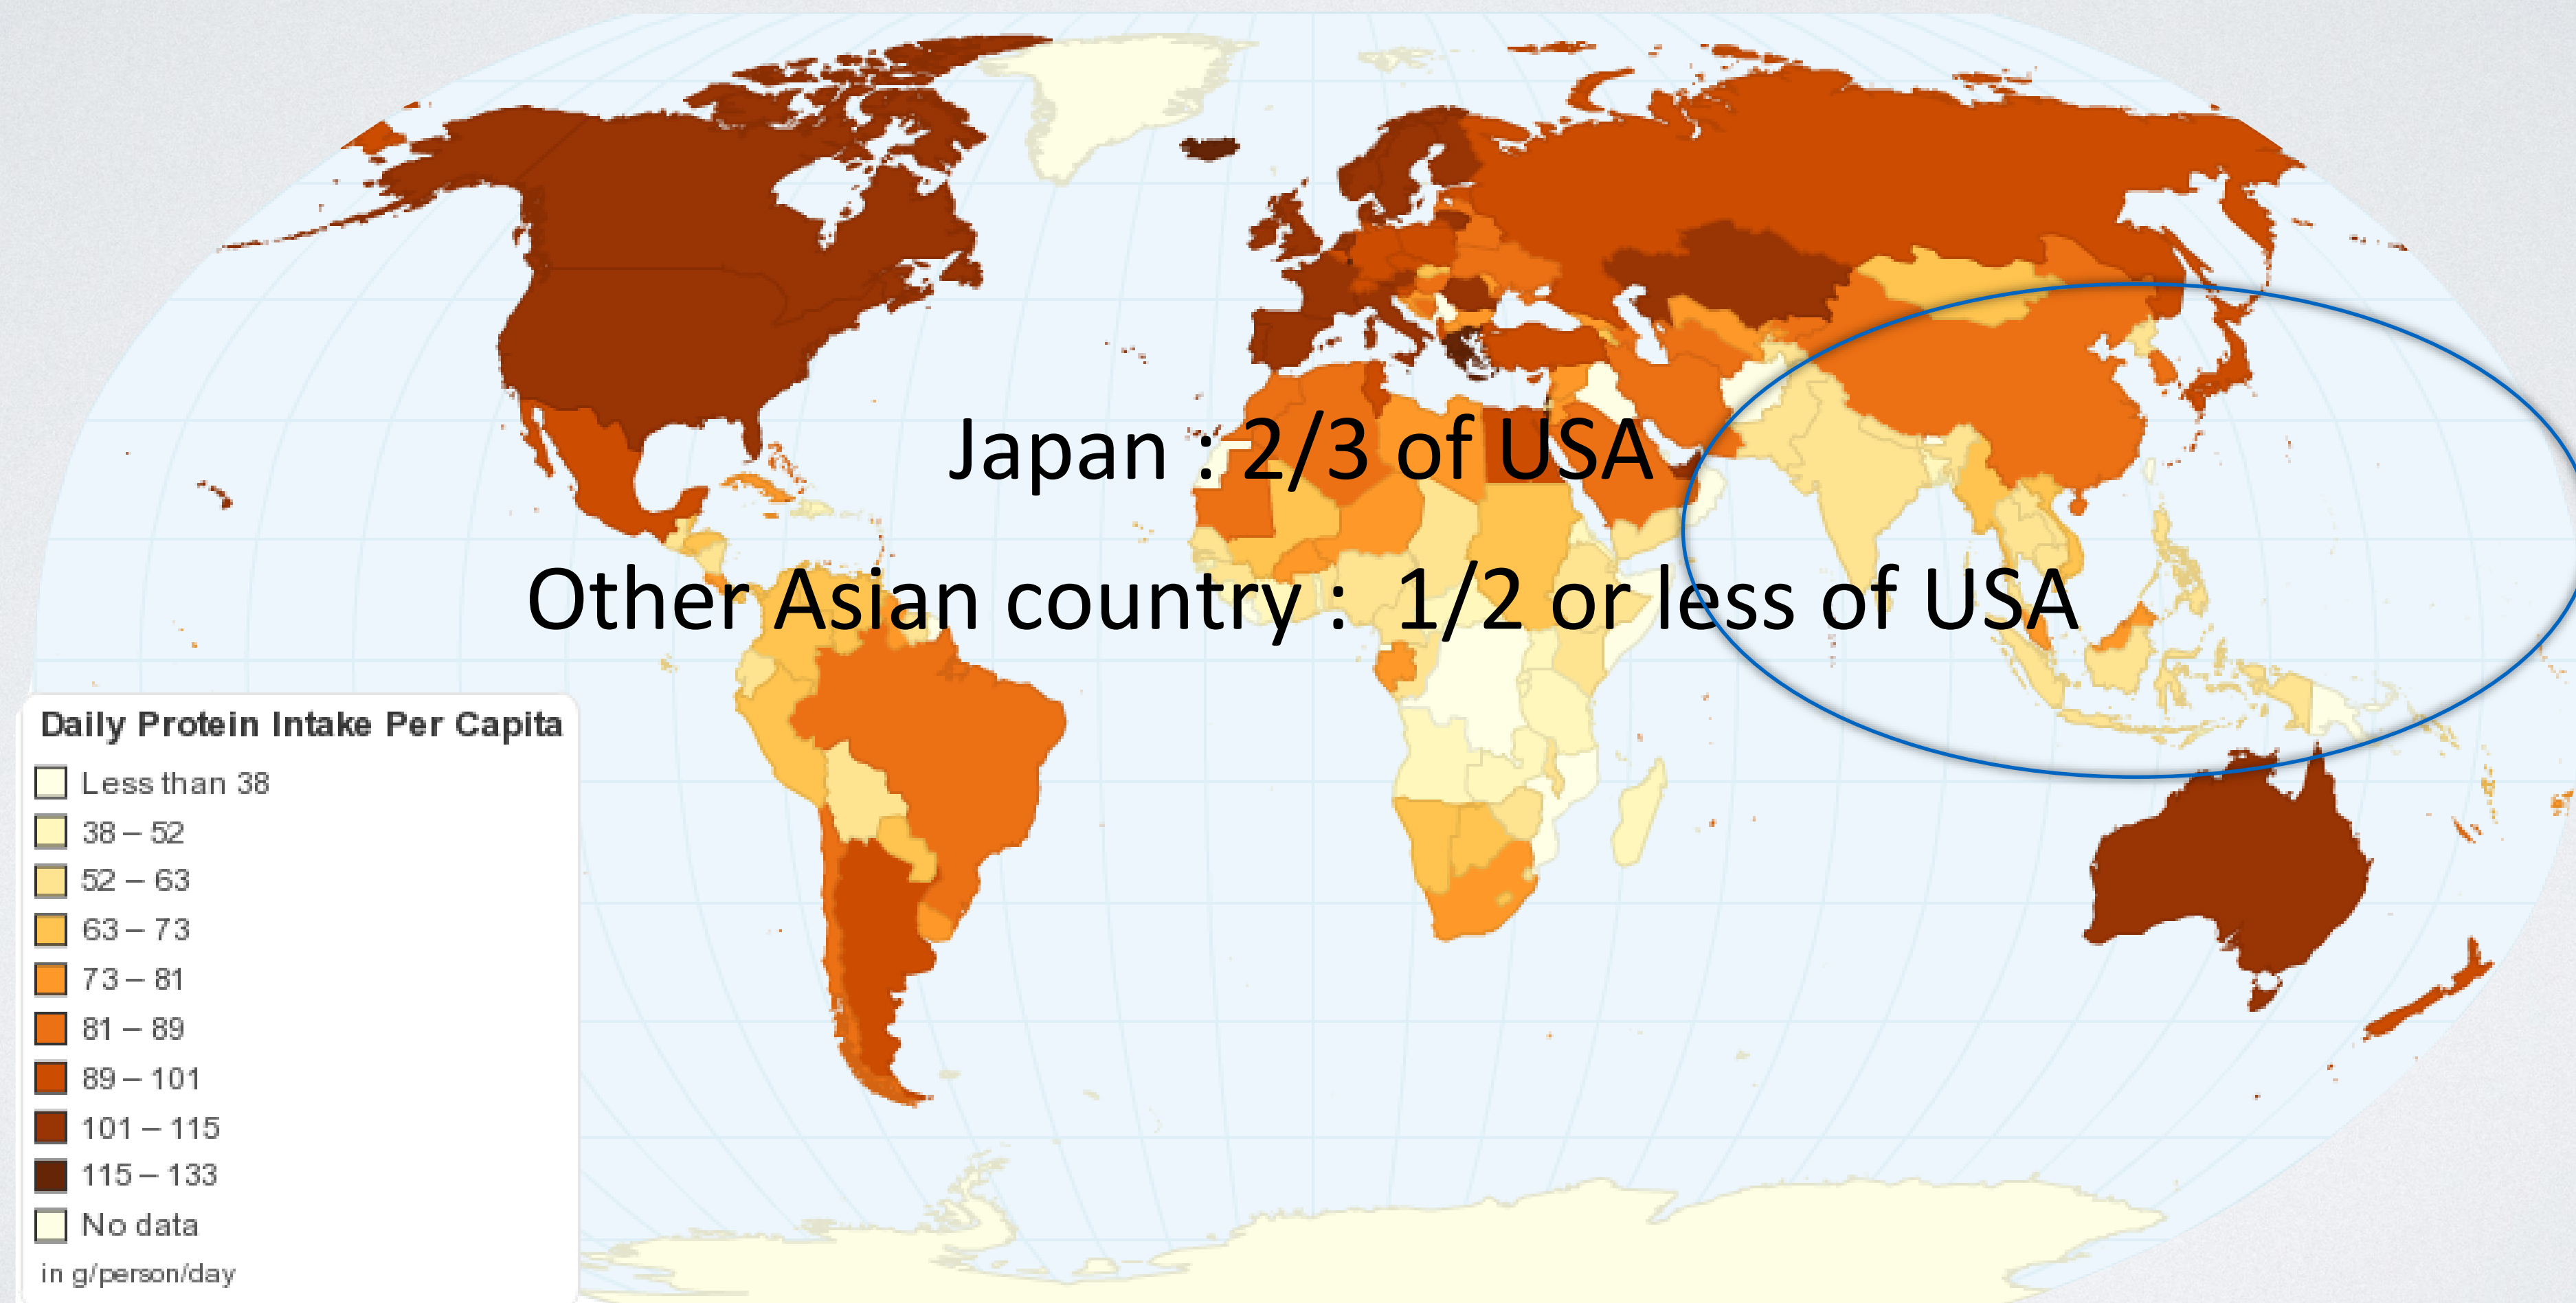 Japan : 2/3 of USA
Other Asian country : 1/2 or less of USA
Daily Protein Intake Per Capita
Less than 38
38 – 52
52 – 63
63 – 73
73 – 81
81 – 89
89 – 101
101 – 115
115 – 133
No data
in g/person/day